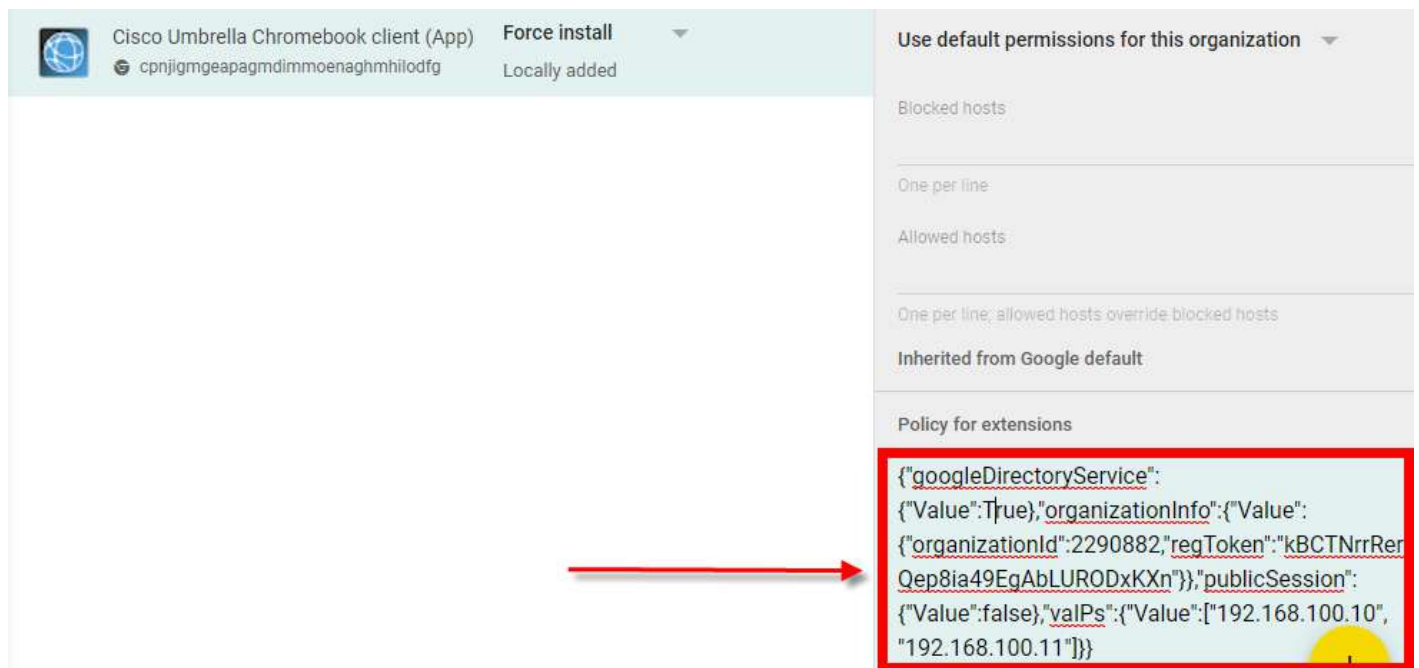 Cisco Umbrella Chromebook client (App)
cpnjigmgeapagmdimmoenaghmhilodfg
Force install
Locally added
Use default permissions for this organization
Blocked hosts
One per line
Allowed hosts
One per line; allowed hosts override blocked hosts
Inherited from Google default
Policy for extensions
{"googleDirectoryService":
{"Value":True},"organizationInfo":{"Value":
{"organizationId":2290882,"regToken":"kBCTNrrRer
Qep8ia49EgAbLURODxKXn"}},"publicSession":
{"Value":false},"vaIPs":{"Value":["192.168.100.10",
"192.168.100.11"]}}